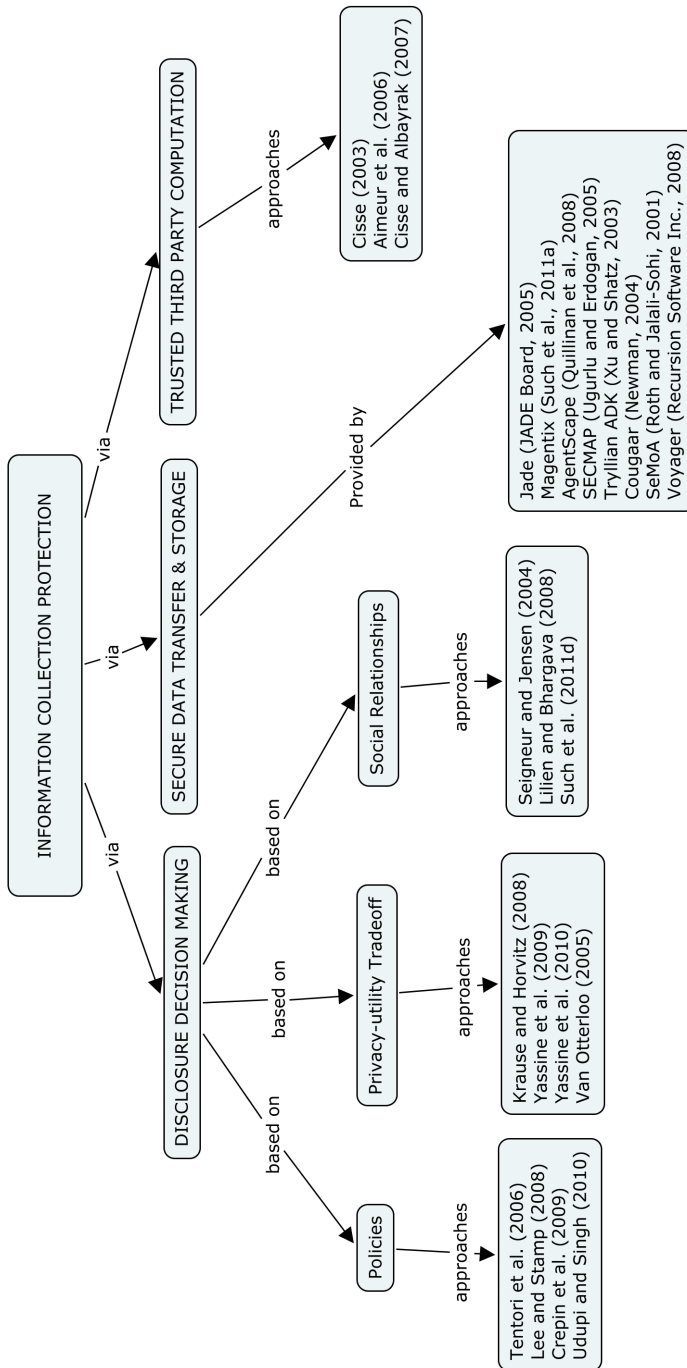 INFORMATION COLLECTION PROTECTION
via
via
via
DISCLOSURE DECISION MAKING
SECURE DATA TRANSFER & STORAGE
TRUSTED THIRD PARTY COMPUTATION
based on
based on
based on
Provided by
approaches
Policies
Privacy-utility Tradeoff
Social Relationships
approaches
approaches
approaches
Cisse (2003)
Aimeur et al. (2006)
Cisse and Albayrak (2007)
Tentori et al. (2006)
Lee and Stamp (2008)
Crepin et al. (2009)
Udupi and Singh (2010)
Krause and Horvitz (2008)
Yassine et al. (2009)
Yassine et al. (2010)
Van Otterloo (2005)
Seigneur and Jensen (2004)
Lilien and Bhargava (2008)
Such et al. (2011d)
Jade (JADE Board, 2005)
Magentix (Such et al., 2011a)
AgentScape (Quillinan et al., 2008)
SECMAP (Ugurlu and Erdogan, 2005)
Tryllian ADK (Xu and Shatz, 2003)
Cougaar (Newman, 2004)
SeMoA (Roth and Jalali-Sohi, 2001)
Voyager (Recursion Software Inc., 2008)